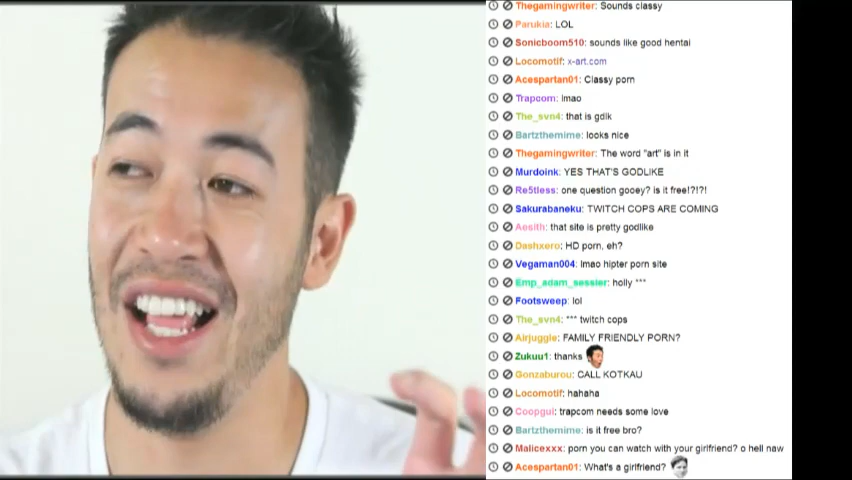 Thegamingwriter: Sounds classy
Parukia: LOL
Sonicboom510: sounds like good hentai
Locomotif: x-art.com
Acespartan01: Classy porn
Trapcom: lmao
The_svn4: that is gdlk
Bartzthemime: looks nice
Thegamingwriter: The word "art" is in it
Murdoink: YES THAT'S GODLIKE
Re5tless: one question gooey? is it free!?!?!
Sakurabaneku: TWITCH COPS ARE COMING
Aesith: that site is pretty godlike
Dashxero: HD porn, eh?
Vegaman004: lmao hipter porn site
Emp_adam_sessler: holly ***
Footsweep: lol
The_svn4: *** twitch cops
Airjuggle: FAMILY FRIENDLY PORN?
Zukuu1: thanks
Gonzaburou: CALL KOTKAU
Locomotif: hahaha
Coopgui: trapcom needs some love
Bartzthemime: is it free bro?
Malicexxx: porn you can watch with your girifriend? o hell naw
Acespartan01: What's a girlfriend?